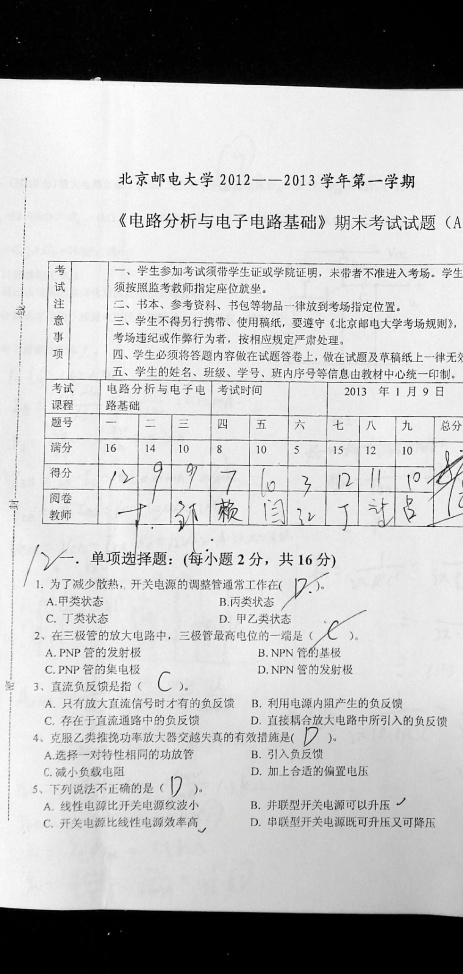 北京邮电大学 2012——2013 学年第一学期
《电路分析与电子电路基础》期末考试试题（A
考试注意事项
一、学生参加考试须带学生证或学院证明，未带者不准进入考场。学生
须按照监考教师指定座位就坐。
二、书本、参考资料、书包等物品一律放到考场指定位置。
三、学生不得另行携带、使用稿纸，要遵守《北京邮电大学考场规则》，
考场违纪或作弊行为者，按相应规定严肃处理。
四、学生必须将答题内容做在试题答卷上，做在试题及草稿纸上一律无效
五、学生的姓名、班级、学号、班内序号等信息由教材中心统一印制。
考试课程 电路分析与电子电路基础 考试时间 2013 年 1 月 9 日
题号 一 二 三 四 五 六 七 八 九 总分
满分 16 14 10 8 10 5 15 12 10
得分 12 9 9 7 10 3 12 11 10
阅卷教师
12 一．单项选择题：(每小题 2 分，共 16 分)
1. 为了减少散热，开关电源的调整管通常工作在( D )。
A.甲类状态 B.丙类状态
C. 丁类状态 D. 甲乙类状态
2、在三极管的放大电路中，三极管最高电位的一端是（ C ）。
A. PNP 管的发射极 B. NPN 管的基极
C. PNP 管的集电极 D. NPN 管的发射极
3、直流负反馈是指（ C ）。
A. 只有放大直流信号时才有的负反馈 B. 利用电源内阻产生的负反馈
C. 存在于直流通路中的负反馈 D. 直接耦合放大电路中所引入的负反馈
4、克服乙类推挽功率放大器交越失真的有效措施是( D )。
A.选择一对特性相同的功放管 B. 引入负反馈
C. 减小负载电阻 D. 加上合适的偏置电压
5、下列说法不正确的是（ D ）。
A. 线性电源比开关电源纹波小 B. 并联型开关电源可以升压
C. 开关电源比线性电源效率高 D. 串联型开关电源既可升压又可降压